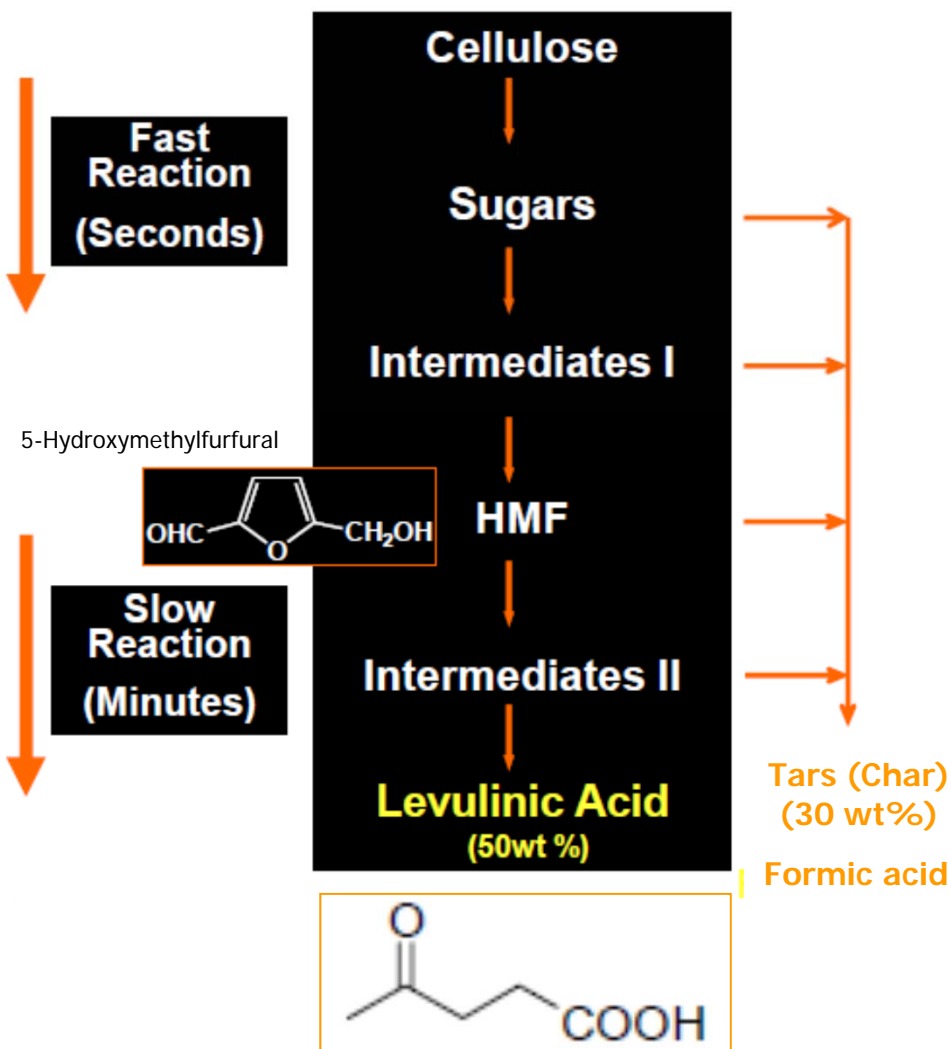 Cellulose
Fast
Reaction
(Seconds)
Sugars
Intermediates I
5-Hydroxymethylfurfural
OHC
O
CH₂OH
HMF
Slow
Reaction
(Minutes)
Intermediates II
Levulinic Acid
(50wt %)
Tars (Char)
(30 wt%)
Formic acid
O
COOH